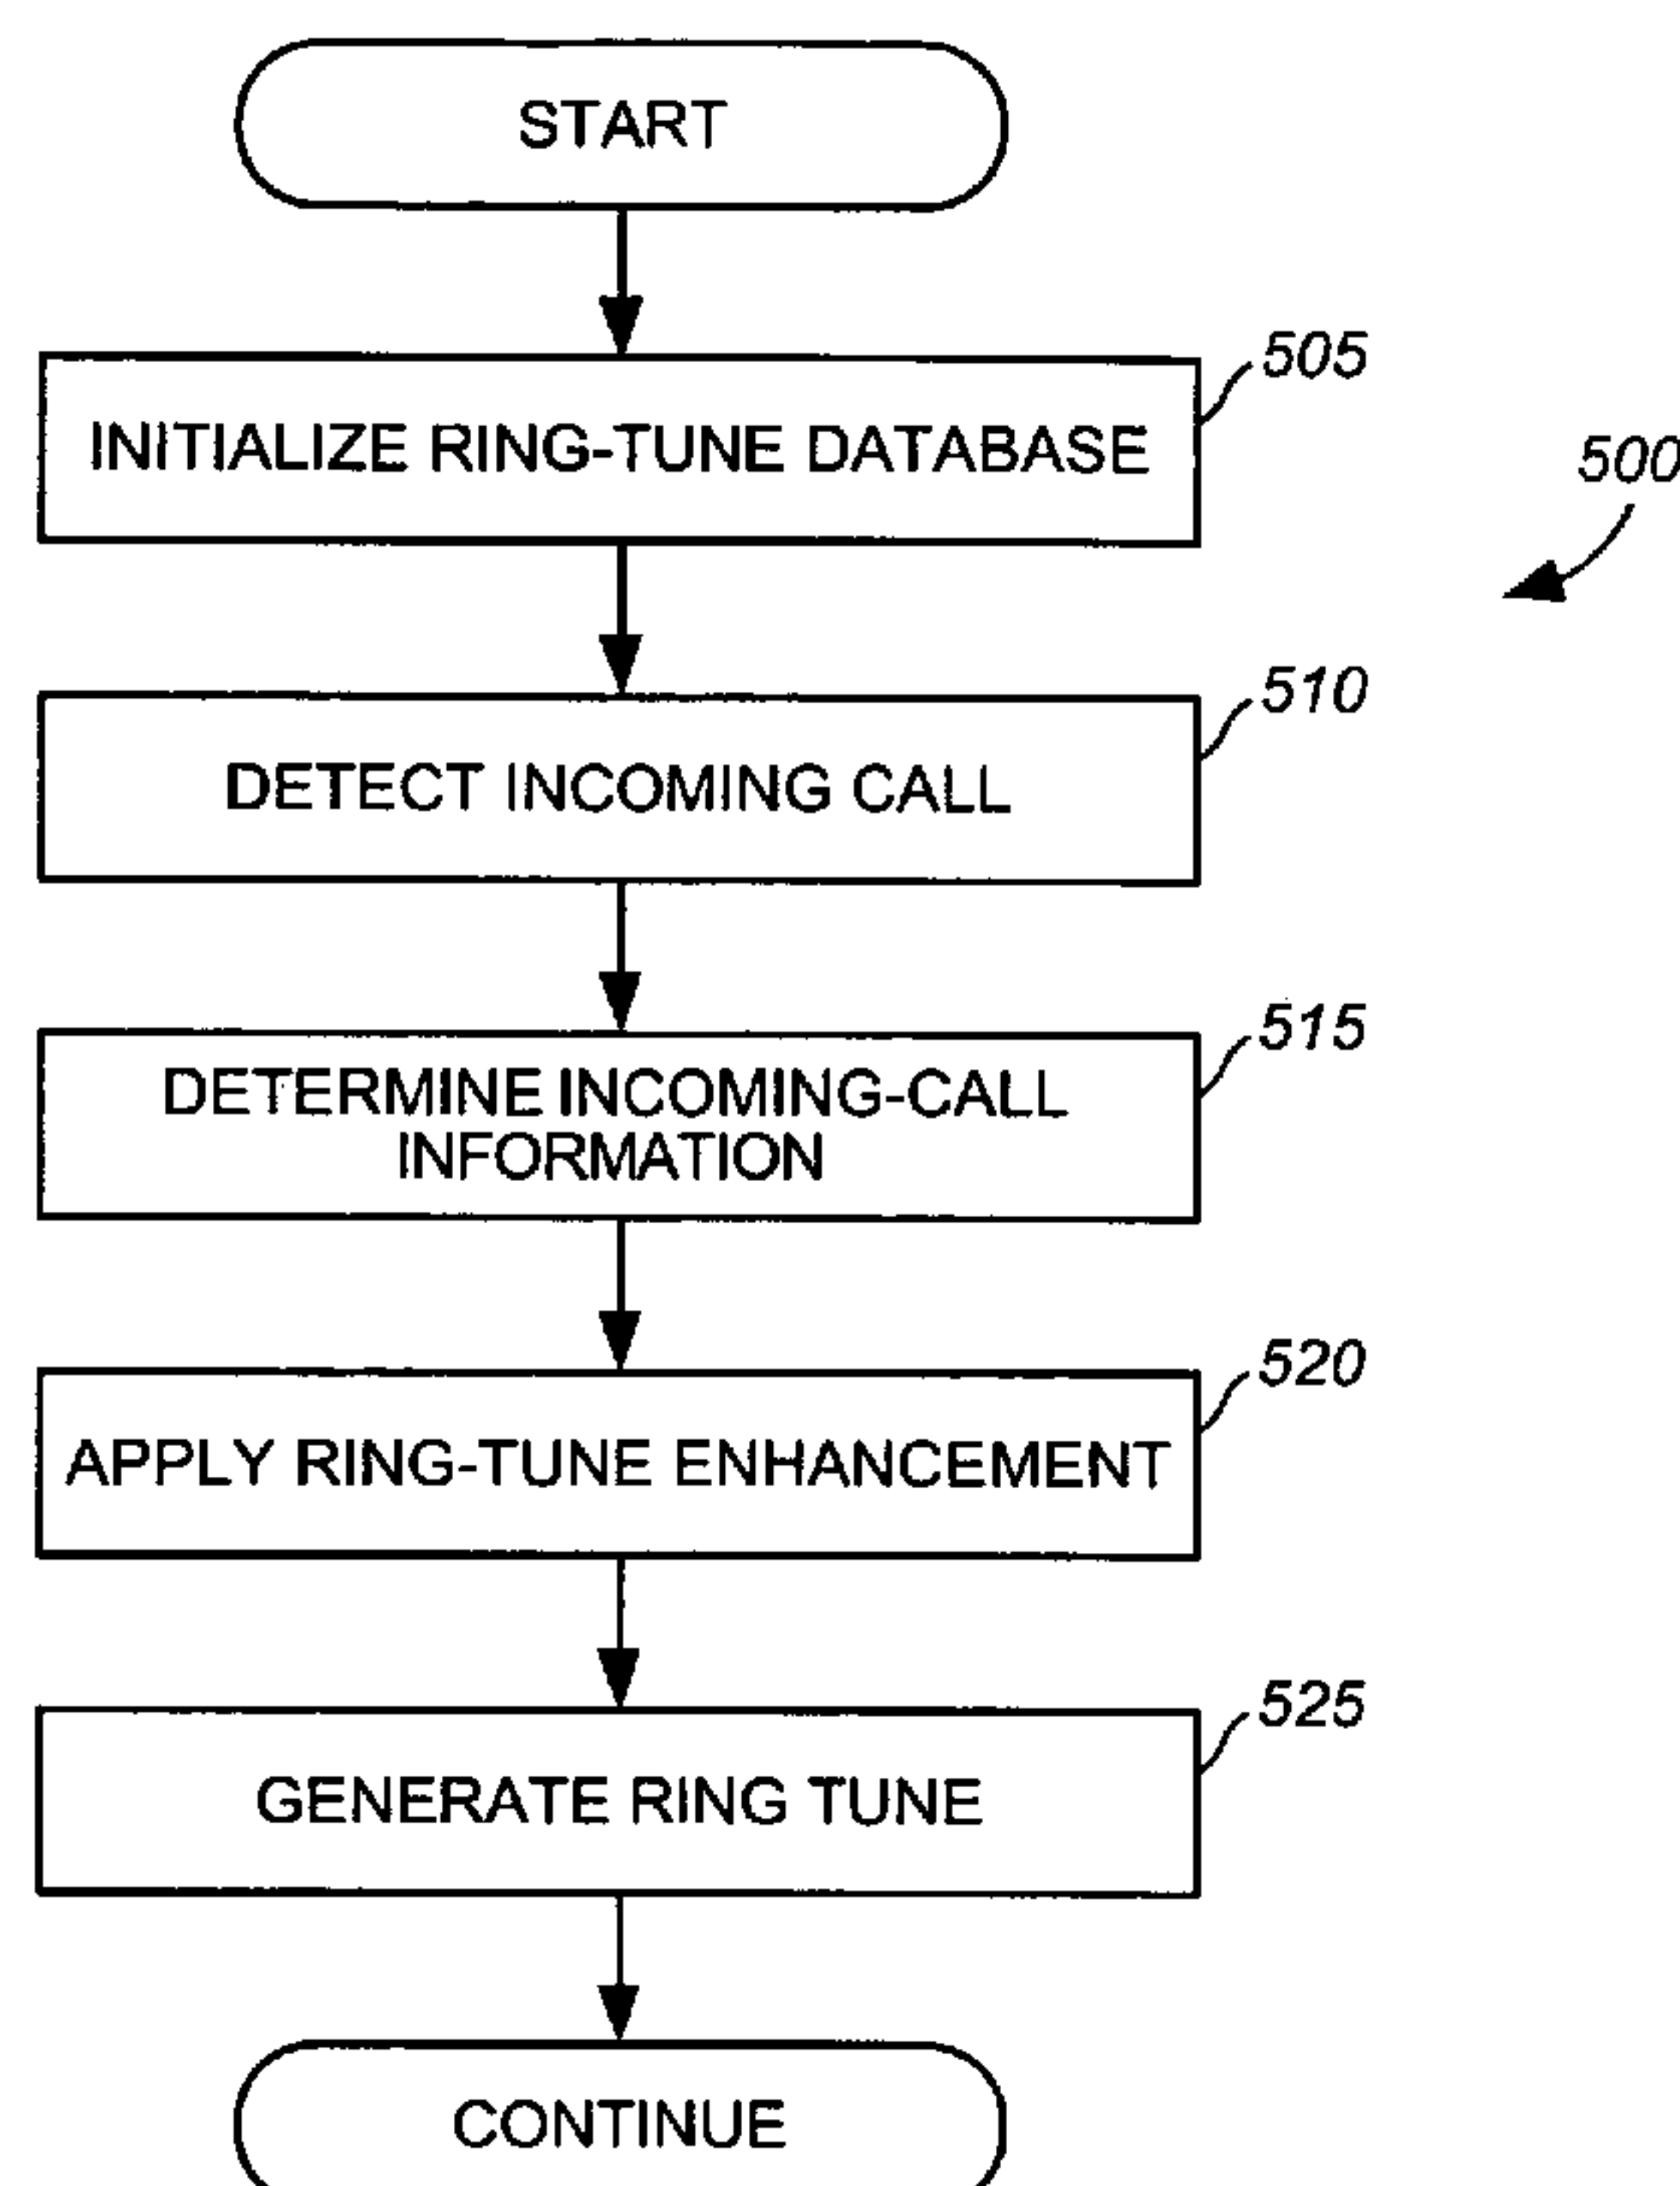 START
505
INITIALIZE RING-TUNE DATABASE
500
510
DETECT INCOMING CALL
515
DETERMINE INCOMING-CALL
INFORMATION
520
APPLY RING-TUNE ENHANCEMENT
525
GENERATE RING TUNE
CONTINUE